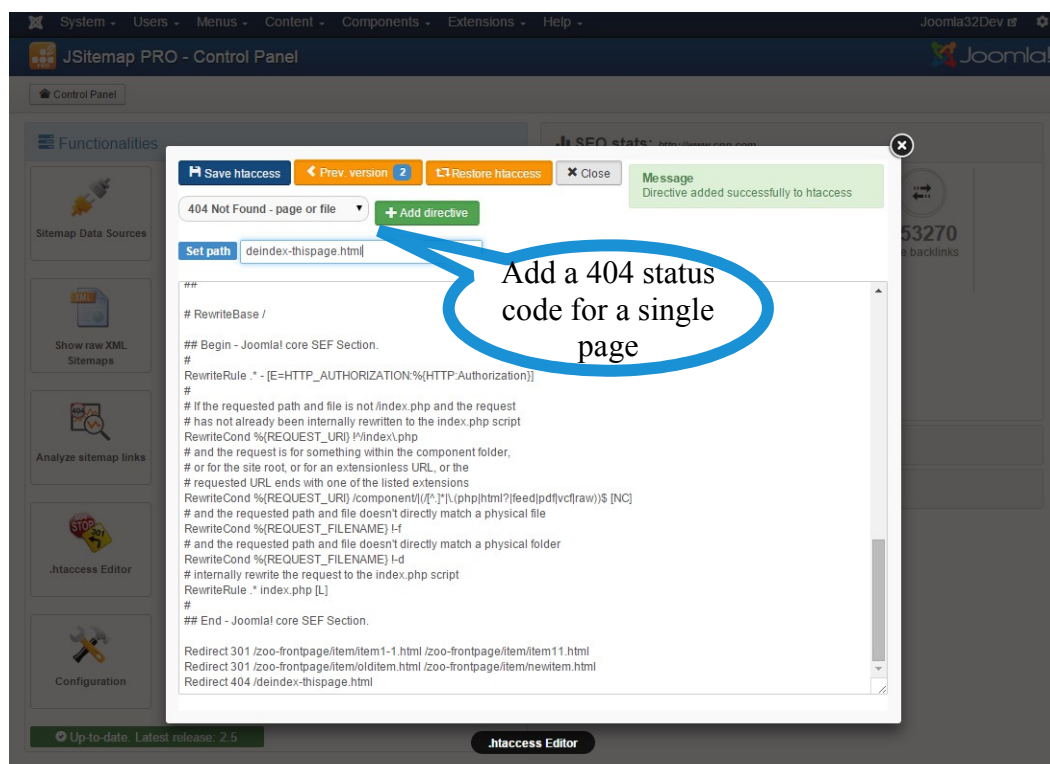 System Users Menus Content Components Extensions Help Joomla32Dev
JSitemap PRO - Control Panel
Joomla!
Control Panel
Functionalities
SEO stats: http://www.cnn.com
Save htaccess
Prev. version 2
Restore htaccess
Close
Message
Directive added successfully to htaccess
404 Not Found - page or file
Add directive
Set path deindex-thispage.html
Add a 404 status
code for a single
page
Sitemap Data Sources
XML
Show raw XML
Sitemaps
404
Analyze sitemap links
STOP
301
.htaccess Editor
Configuration
53270
backlinks
##
# RewriteBase /
## Begin - Joomla! core SEF Section.
#
RewriteRule .* - [E=HTTP_AUTHORIZATION:%{HTTP:Authorization}]
#
# If the requested path and file is not /index.php and the request
# has not already been internally rewritten to the index.php script
RewriteCond %{REQUEST_URI} !^/index\.php
# and the request is for something within the component folder,
# or for the site root, or for an extensionless URL, or the
# requested URL ends with one of the listed extensions
RewriteCond %{REQUEST_URI} /component/|(/[^.]*|\.(php|html?|feed|pdf|vcf|raw))$ [NC]
# and the requested path and file doesn't directly match a physical file
RewriteCond %{REQUEST_FILENAME} !-f
# and the requested path and file doesn't directly match a physical folder
RewriteCond %{REQUEST_FILENAME} !-d
# internally rewrite the request to the index.php script
RewriteRule .* index.php [L]
#
## End - Joomla! core SEF Section.
Redirect 301 /zoo-frontpage/item/item1-1.html /zoo-frontpage/item/item11.html
Redirect 301 /zoo-frontpage/item/olditem.html /zoo-frontpage/item/newitem.html
Redirect 404 /deindex-thispage.html
Up-to-date. Latest release: 2.5
.htaccess Editor